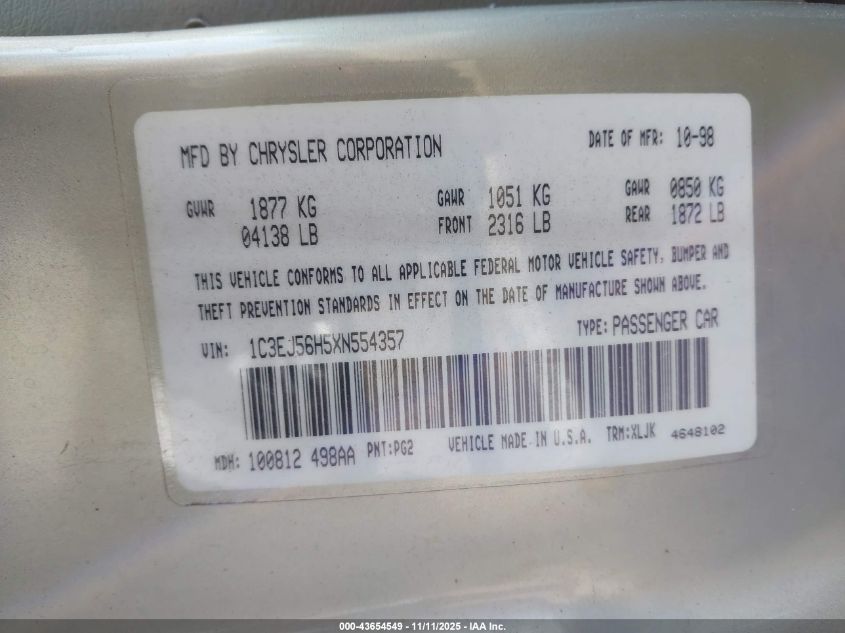 MFD BY CHRYSLER CORPORATION DATE OF MFR: 10-98
GVWR 1877 KG GAWR 1051 KG GAWR 0850 KG
04138 LB FRONT 2316 LB REAR 1872 LB
THIS VEHICLE CONFORMS TO ALL APPLICABLE FEDERAL MOTOR VEHICLE SAFETY, BUMPER AND
THEFT PREVENTION STANDARDS IN EFFECT ON THE DATE OF MANUFACTURE SHOWN ABOVE.
VIN: 1C3EJ56H5XN554357 TYPE: PASSENGER CAR
MDH: 100812 498AA PNT:PG2 VEHICLE MADE IN U.S.A. TRM:XLJK 4648102
000-43654549 - 11/11/2025 - IAA Inc.